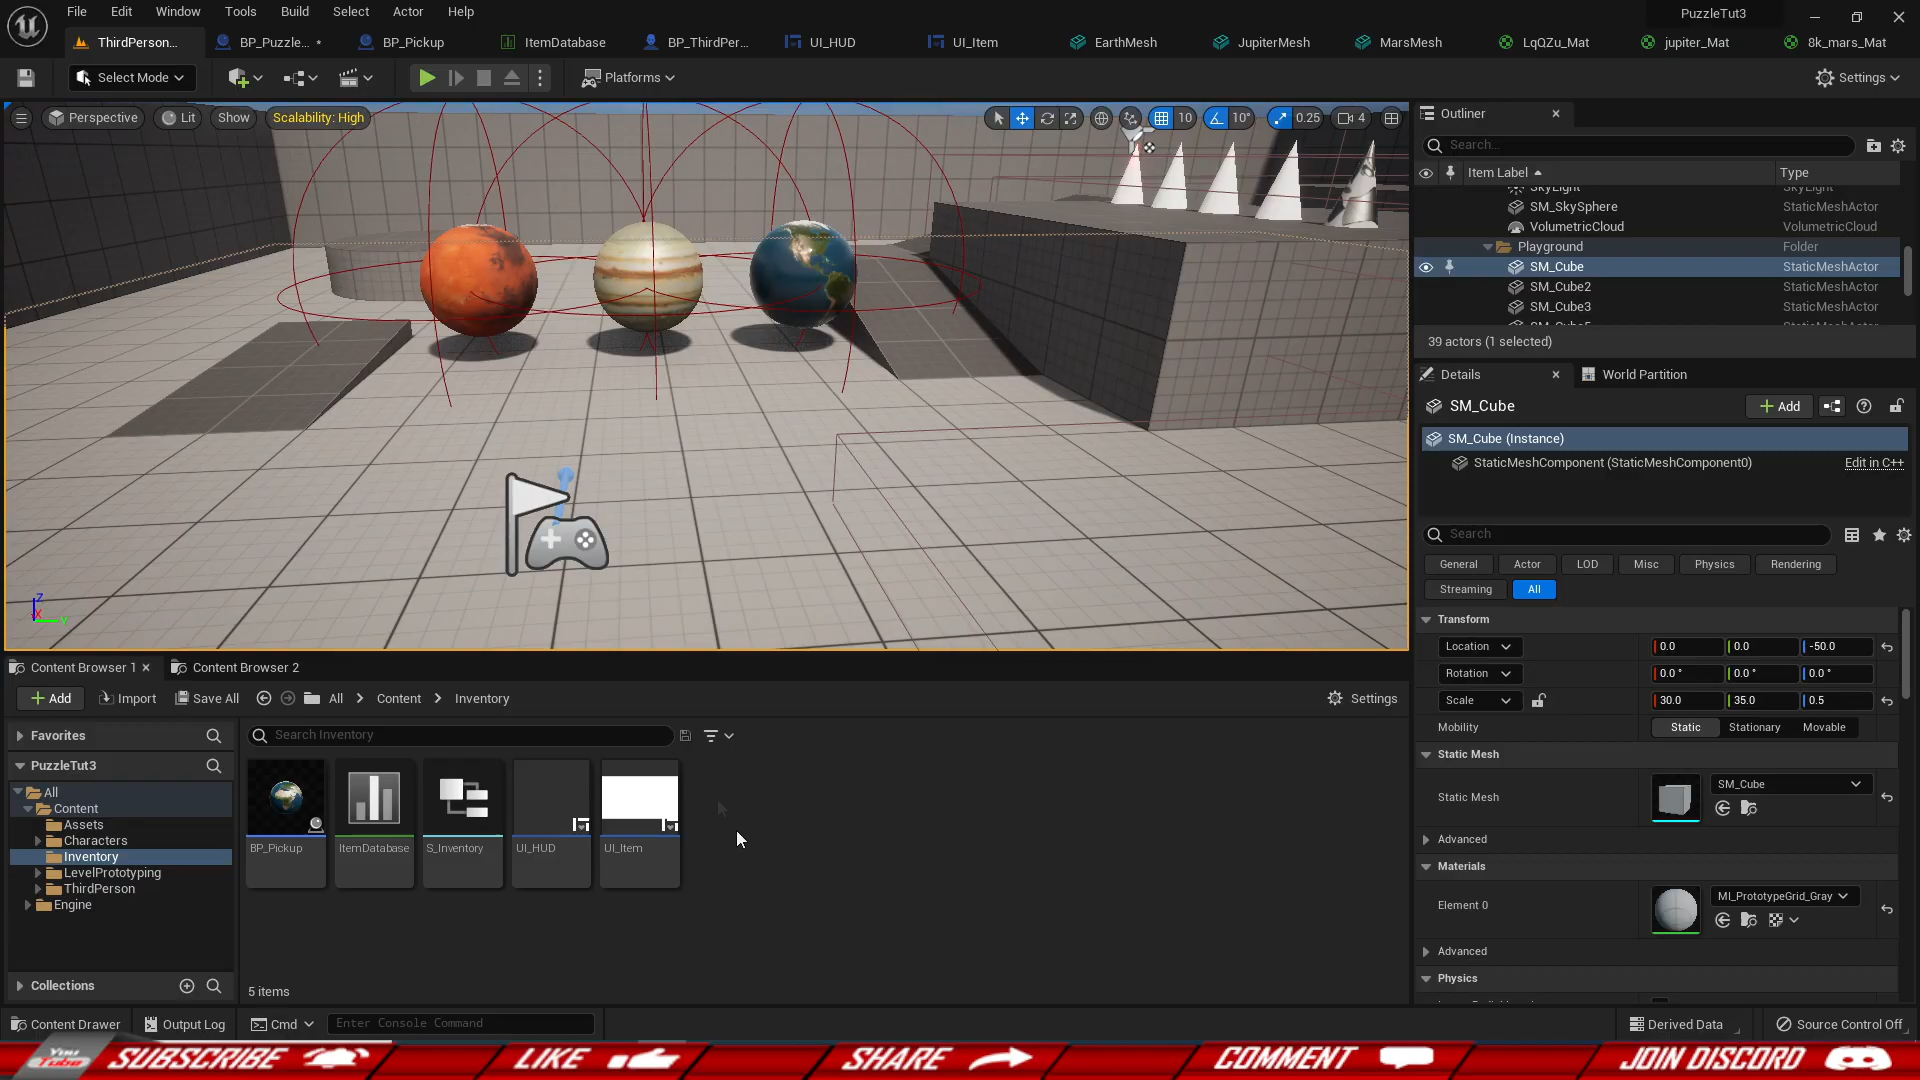 File Edit Window Tools Build Select Actor Help
PuzzleTut3
ThirdPerson... BP_Puzzle... • BP_Pickup ItemDatabase BP_ThirdPer... UI_HUD UI_Item EarthMesh JupiterMesh MarsMesh LqQZu_Mat jupiter_Mat 8k_mars_Mat
Select Mode Platforms Settings
Perspective Lit Show Scalability: High 10 10° 0.25 4
Outliner
Search...
Item Label Type
SkyLight SkyLight
SM_SkySphere StaticMeshActor
VolumetricCloud VolumetricCloud
Playground Folder
SM_Cube StaticMeshActor
SM_Cube2 StaticMeshActor
SM_Cube3 StaticMeshActor
39 actors (1 selected)
Details World Partition
SM_Cube + Add
SM_Cube (Instance)
StaticMeshComponent (StaticMeshComponent0) Edit in C++
Search
General Actor LOD Misc Physics Rendering
Streaming All
Transform
Location 0.0 0.0 -50.0
Rotation 0.0 ° 0.0 ° 0.0 °
Scale 30.0 35.0 0.5
Mobility Static Stationary Movable
Static Mesh
Static Mesh SM_Cube
Advanced
Materials
Element 0 MI_PrototypeGrid_Gray
Advanced
Physics
Z X Y
Content Browser 1 Content Browser 2
+ Add Import Save All All Content Inventory Settings
Favorites
Search Inventory
PuzzleTut3
All
Content
Assets
Characters
Inventory
LevelPrototyping
ThirdPerson
Engine
BP_Pickup ItemDatabase S_Inventory UI_HUD UI_Item
Collections
5 items
Content Drawer Output Log Cmd Enter Console Command Derived Data Source Control Off
You Tube SUBSCRIBE LIKE SHARE COMMENT JOIN DISCORD